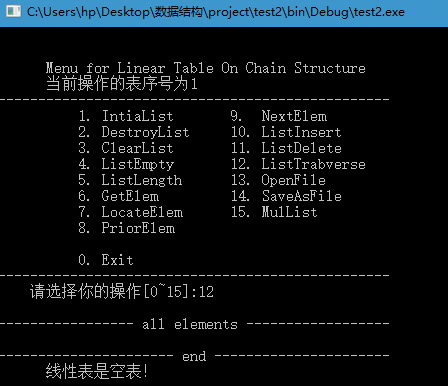 C:\Users\hp\Desktop\数据结构\project\test2\bin\Debug\test2.exe
Menu for Linear Table On Chain Structure
当前操作的表序号为1
-------------------------------------------------
1. IntiaList 9. NextElem
2. DestroyList 10. ListInsert
3. ClearList 11. ListDelete
4. ListEmpty 12. ListTrabverse
5. ListLength 13. OpenFile
6. GetElem 14. SaveAsFile
7. LocateElem 15. MulList
8. PriorElem
0. Exit
-------------------------------------------------
请选择你的操作[0~15]:12
----------------- all elements ------------------
---------------------- end ----------------------
线性表是空表!